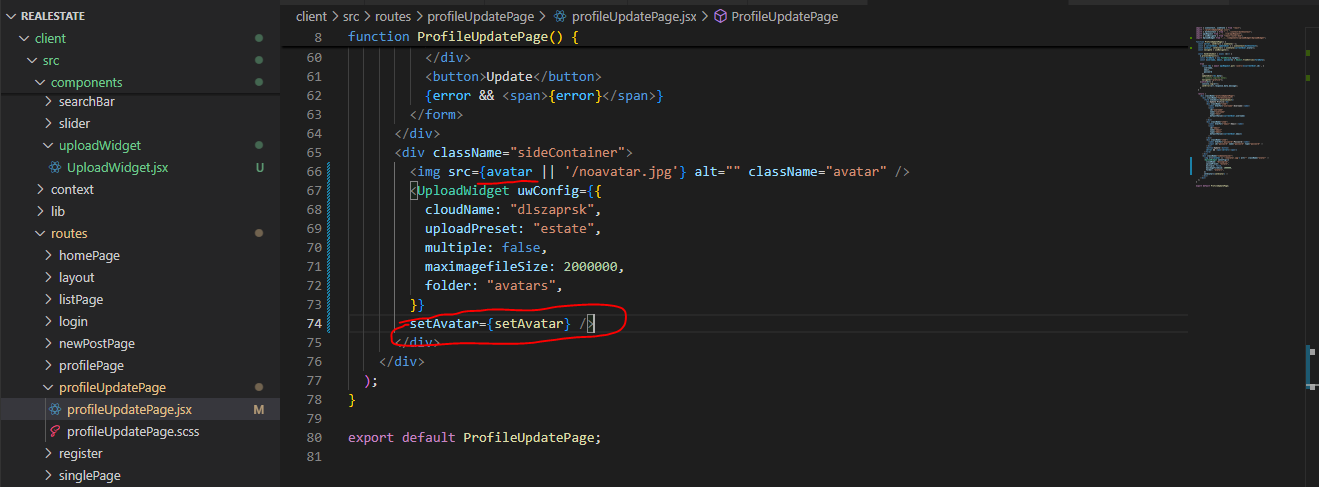 REALESTATE
client
src
components
searchBar
slider
uploadWidget
UploadWidget.jsx U
context
lib
routes
homePage
layout
listPage
login
newPostPage
profilePage
profileUpdatePage
profileUpdatePage.jsx M
profileUpdatePage.scss
register
singlePage
client > src > routes > profileUpdatePage > profileUpdatePage.jsx > ProfileUpdatePage
8 function ProfileUpdatePage() {
60 </div>
61 <button>Update</button>
62 {error && <span>{error}</span>}
63 </form>
64 </div>
65 <div className="sideContainer">
66 <img src={avatar || '/noavatar.jpg'} alt="" className="avatar" />
67 <UploadWidget uwConfig={{
68 cloudName: "dlszaprsk",
69 uploadPreset: "estate",
70 multiple: false,
71 maximagefileSize: 2000000,
72 folder: "avatars",
73 }}
74 setAvatar={setAvatar} />
75 </div>
76 </div>
77 );
78 }
79
80 export default ProfileUpdatePage;
81